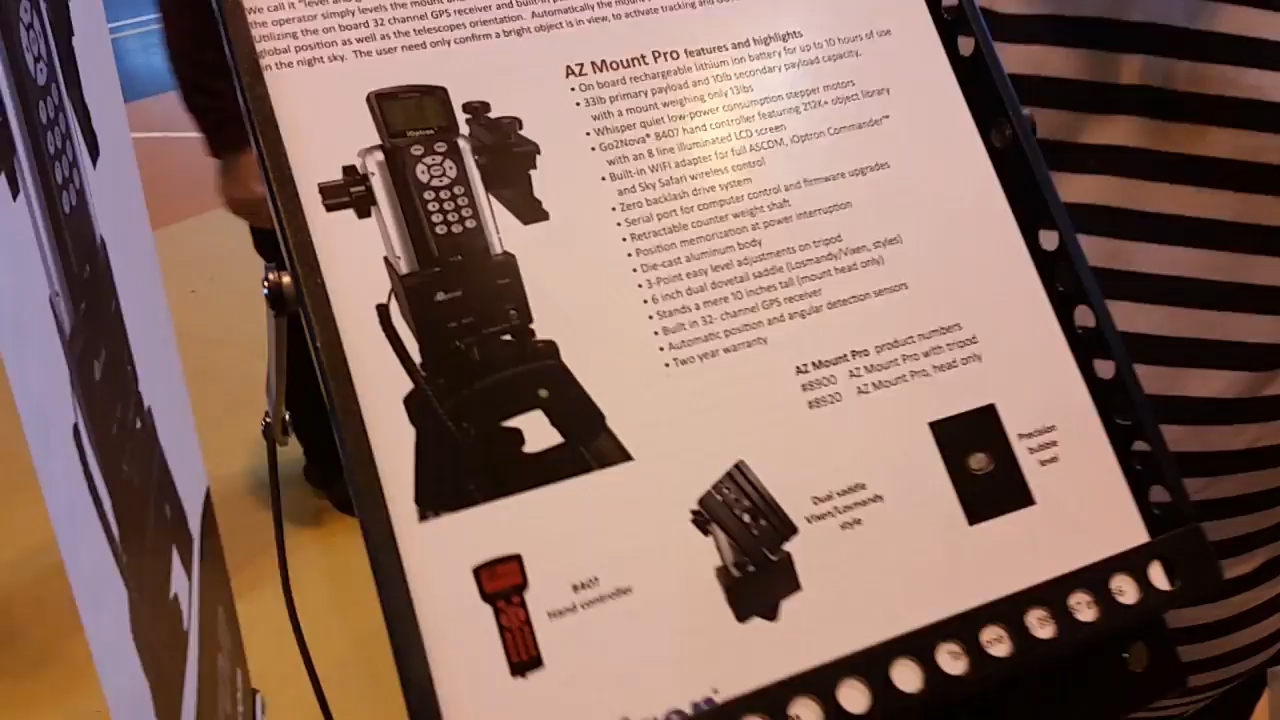 We call it "level and
the operator simply levels the mount and
Utilizing the on board 32 channel GPS receiver and built-in
global position as well as the telescopes orientation. Automatically the mount
in the night sky. The user need only confirm a bright object is in view, to activate tracking and
AZ Mount Pro features and highlights
• On board rechargeable lithium ion battery for up to 10 hours of use
• 33lb primary payload and 10lb secondary payload capacity,
with a mount weighing only 13lbs
• Whisper quiet low-power consumption stepper motors
• Go2Nova® 8407 hand controller featuring 212K+ object library
with an 8 line illuminated LCD screen
• Built-in WIFI adapter for full ASCOM, iOptron Commander™
and Sky Safari wireless control
• Zero backlash drive system
• Serial port for computer control and firmware upgrades
• Retractable counter weight shaft
• Position memorization at power interruption
• Die-cast aluminum body
• 3-Point easy level adjustments on tripod
• 6 inch dual dovetail saddle (Losmandy/Vixen, styles)
• Stands a mere 10 inches tall (mount head only)
• Built in 32- channel GPS receiver
• Automatic position and angular detection sensors
• Two year warranty
AZ Mount Pro product numbers
#8900 AZ Mount Pro with tripod
#8920 AZ Mount Pro, head only
iOptron
Precision
bubble
level
Dual saddle
Vixen/Losmandy
style
8407
Hand controller